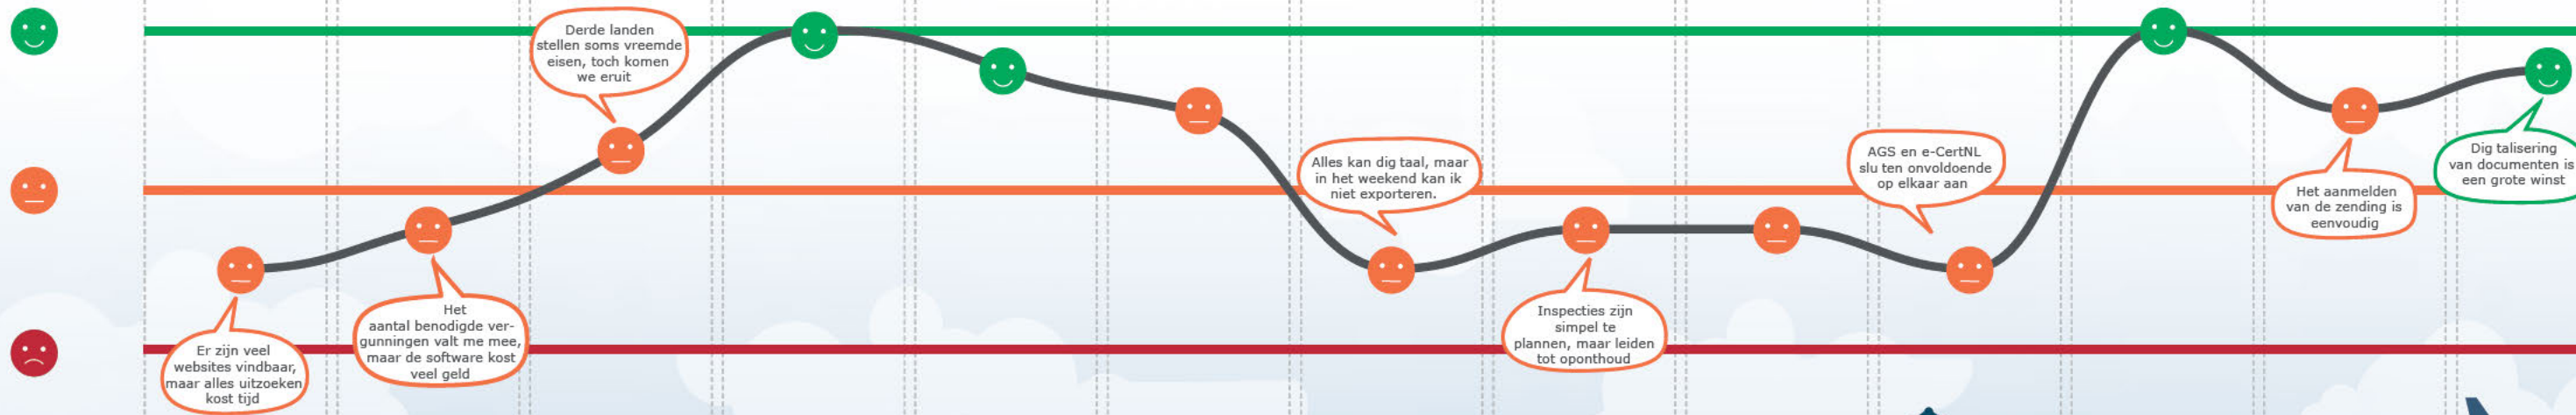 Derde landen
stellen soms vreemde
eisen, toch komen
we eruit
Er zijn veel
websites vindbaar,
maar alles uitzoeken
kost tijd
Het
aantal benodigde ver-
gunningen valt me mee,
maar de software kost
veel geld
Alles kan dig taal, maar
in het weekend kan ik
niet exporteren.
Inspecties zijn
simpel te
plannen, maar leiden
tot oponthoud
AGS en e-CertNL
slu ten onvoldoende
op elkaar aan
Het aanmelden
van de zending is
eenvoudig
Dig talisering
van documenten is
een grote winst